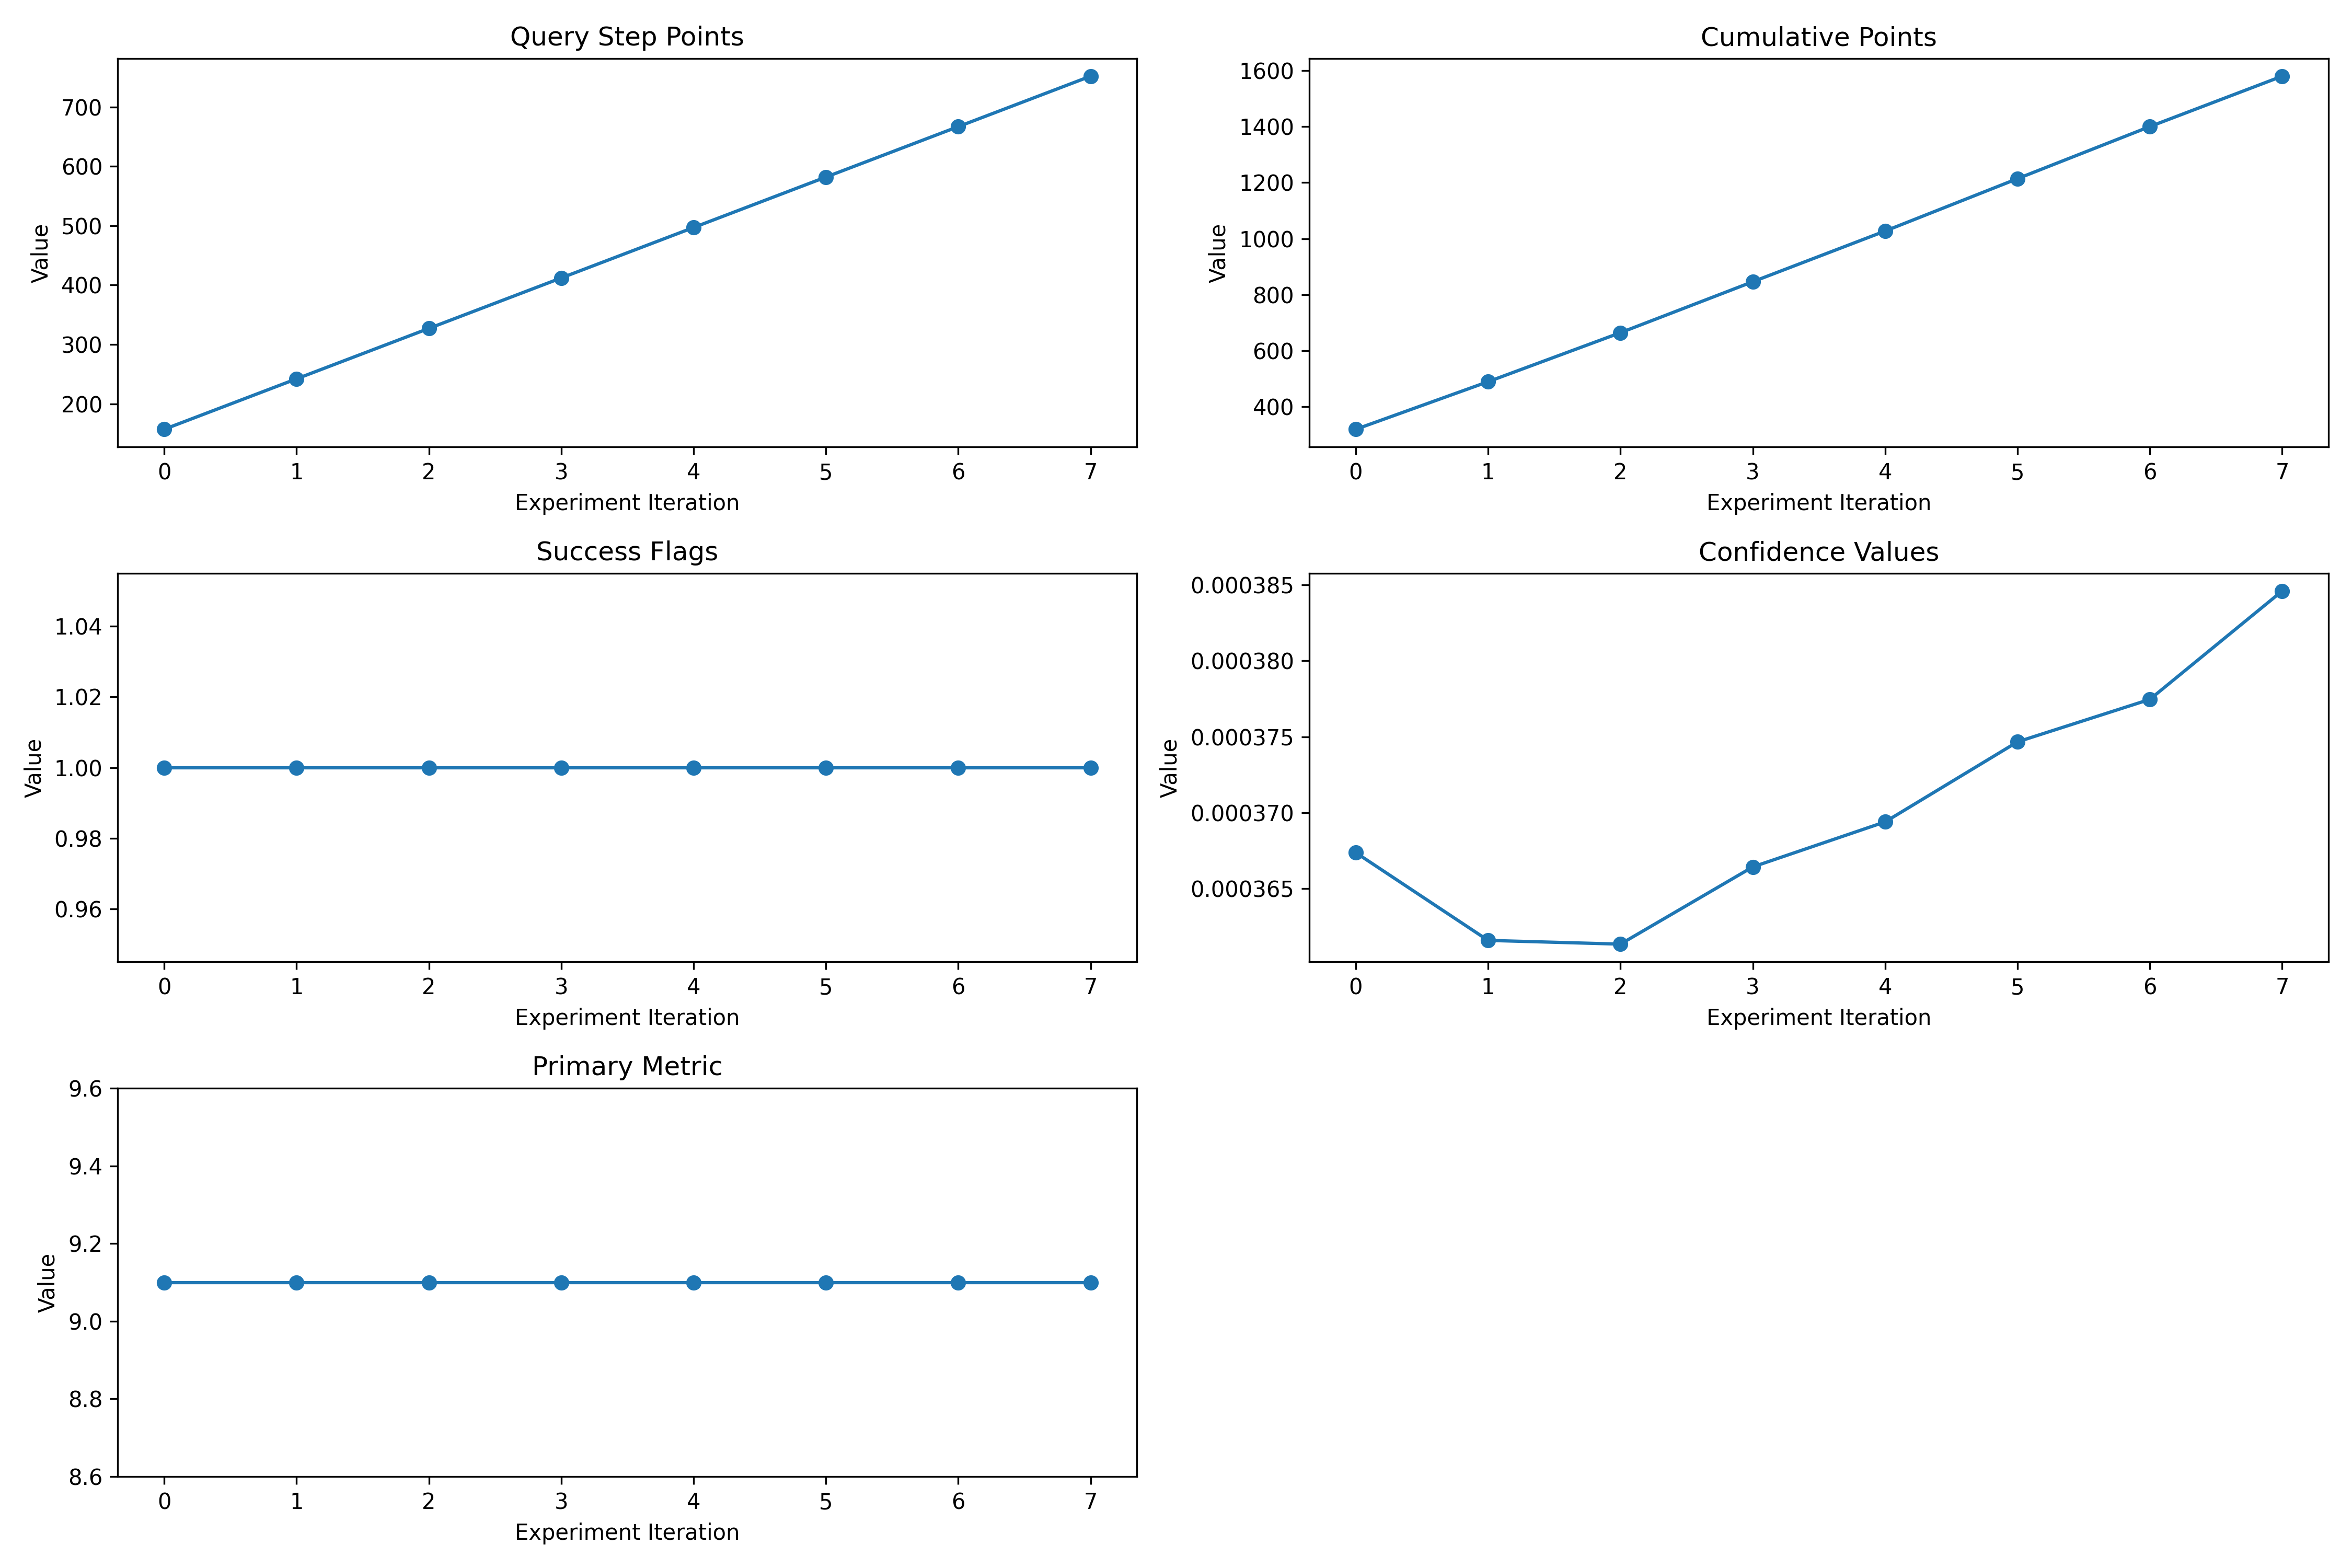 Query Step Points
Value
700
600
500
400
300
200
0 1 2 3 4 5 6 7
Experiment Iteration
Cumulative Points
Value
1600
1400
1200
1000
800
600
400
0 1 2 3 4 5 6 7
Experiment Iteration
Success Flags
Value
1.04
1.02
1.00
0.98
0.96
0 1 2 3 4 5 6 7
Experiment Iteration
Confidence Values
Value
0.000385
0.000380
0.000375
0.000370
0.000365
0 1 2 3 4 5 6 7
Experiment Iteration
Primary Metric
Value
9.6
9.4
9.2
9.0
8.8
8.6
0 1 2 3 4 5 6 7
Experiment Iteration